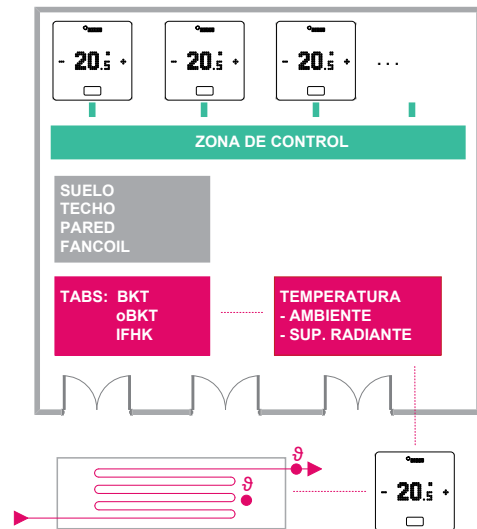 - 20.5 + - 20.5 + - 20.5 + ...
ZONA DE CONTROL
SUELO
TECHO
PARED
FANCOIL
TABS: BKT
oBKT
IFHK
TEMPERATURA
- AMBIENTE
- SUP. RADIANTE
ϑ
ϑ
- 20.5 +